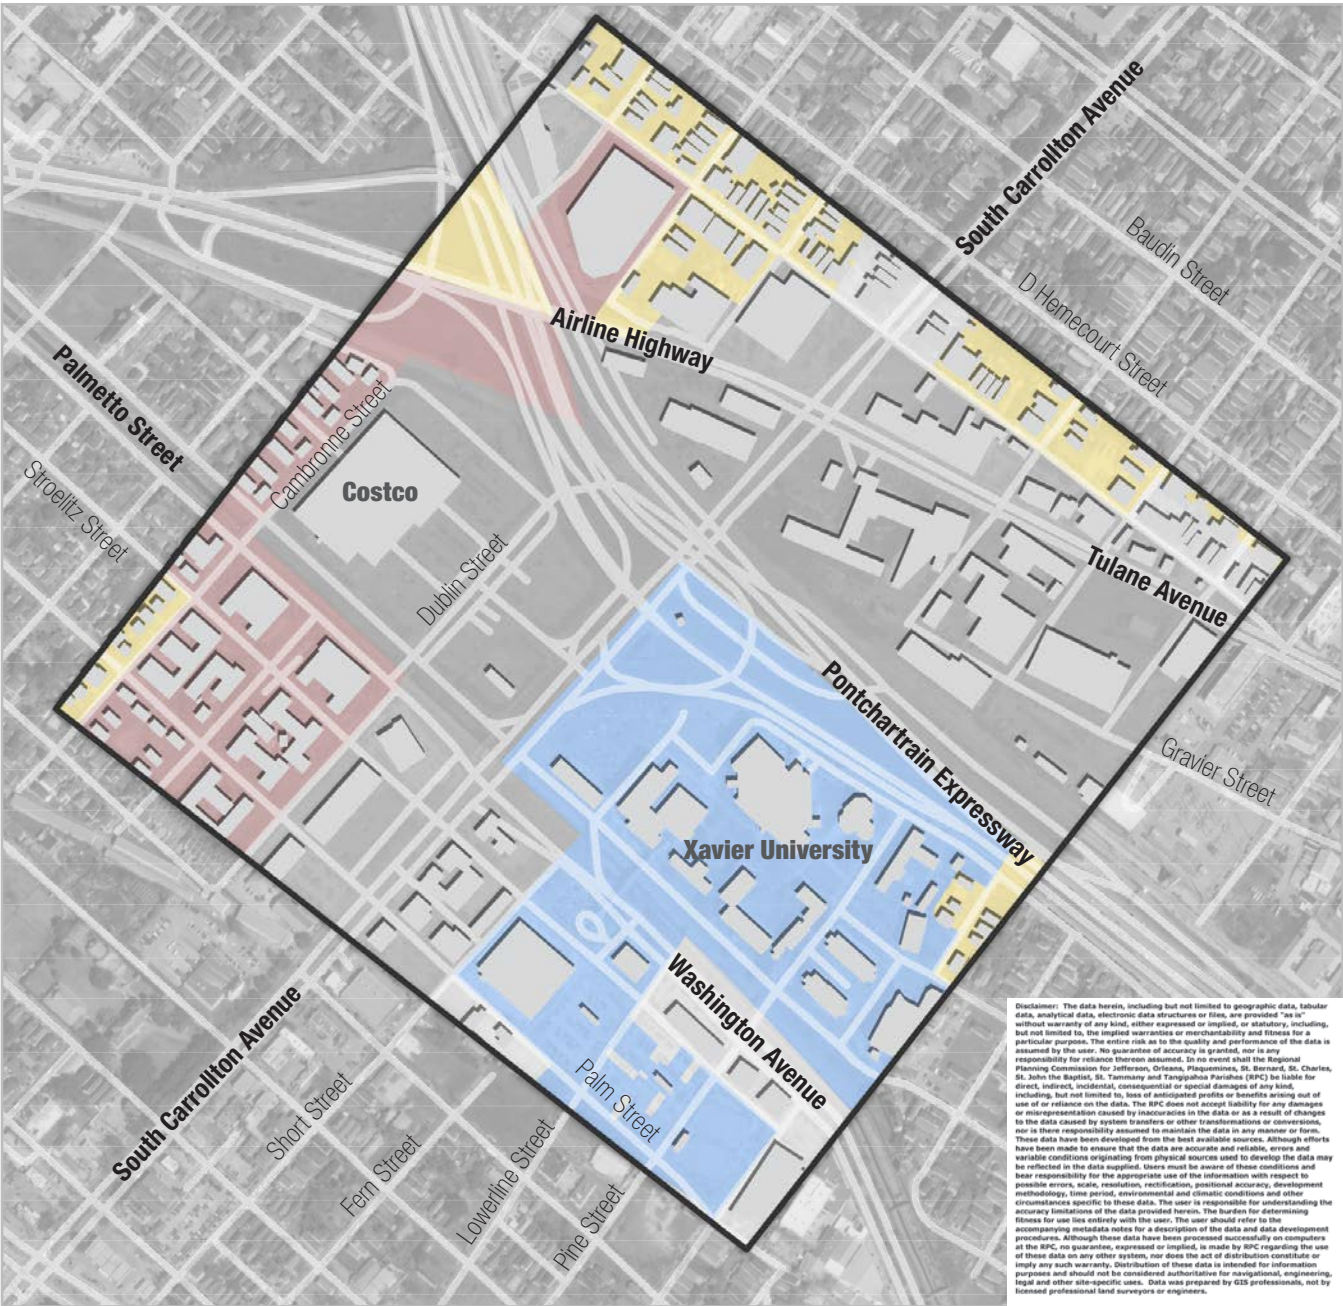 South Carrollton Avenue
Baudin Street
D Hemecourt Street
Airline Highway
Palmetto Street
Cambronne Street
Stroelitz Street
Costco
Dublin Street
Tulane Avenue
Pontchartrain Expressway
Gravier Street
Xavier University
Washington Avenue
South Carrollton Avenue
Short Street
Palm Street
Fern Street
Lowerline Street
Pine Street
Disclaimer: The data herein, including but not limited to geographic data, tabular
data, analytical data, electronic data structures or files, are provided "as is"
without warranty of any kind, either expressed or implied, or statutory, including,
but not limited to, the implied warranties or merchantability and fitness for a
particular purpose. The entire risk as to the quality and performance of the data is
assumed by the user. No guarantee of accuracy is granted, nor is any
responsibility for reliance thereon assumed. In no event shall the Regional
Planning Commission for Jefferson, Orleans, Plaquemines, St. Bernard, St. Charles,
St. John the Baptist, St. Tammany and Tangipahoa Parishes (RPC) be liable for
direct, indirect, incidental, consequential or special damages of any kind,
including, but not limited to, loss of anticipated profits or benefits arising out of
use of or reliance on the data. The RPC does not accept liability for any damages
or misrepresentation caused by inaccuracies in the data or as a result of changes
to the data caused by system transfers or other transformations or conversions,
nor is there responsibility assumed to maintain the data in any manner or form.
These data have been developed from the best available sources. Although efforts
have been made to ensure that the data are accurate and reliable, errors and
variable conditions originating from physical sources used to develop the data may
be reflected in the data supplied. Users must be aware of these conditions and
bear responsibility for the appropriate use of the information with respect to
possible errors, scale, resolution, rectification, positional accuracy, development
methodology, time period, environmental and climatic conditions and other
circumstances specific to these data. The user is responsible for understanding the
accuracy limitations of the data provided herein. The burden for determining
fitness for use lies entirely with the user. The user should refer to the
accompanying metadata notes for a description of the data and data development
procedures. Although these data have been processed successfully on computers
at the RPC, no guarantee, expressed or implied, is made by RPC regarding the use
of these data on any other system, nor does the act of distribution constitute or
imply any such warranty. Distribution of these data is intended for information
purposes and should not be considered authoritative for navigational, engineering,
legal and other site-specific uses. Data was prepared by GIS professionals, not by
licensed professional land surveyors or engineers.